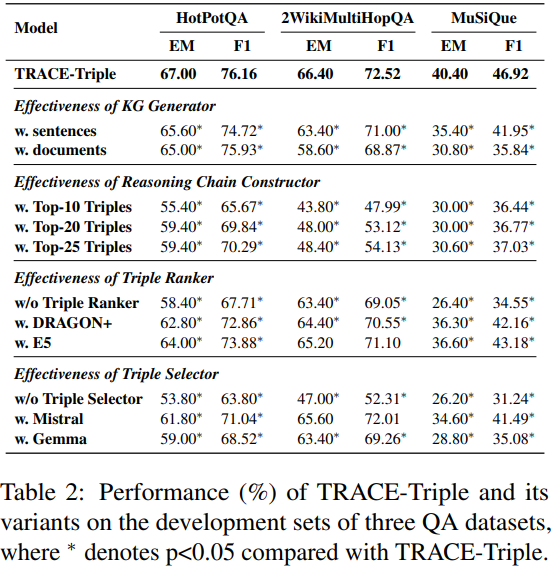 Model HotPotQA 2WikiMultiHopQA MuSiQue
EM F1 EM F1 EM F1
TRACE-Triple 67.00 76.16 66.40 72.52 40.40 46.92
Effectiveness of KG Generator
w. sentences 65.60* 74.72* 63.40* 71.00* 35.40* 41.95*
w. documents 65.00* 75.93* 58.60* 68.87* 30.80* 35.84*
Effectiveness of Reasoning Chain Constructor
w. Top-10 Triples 55.40* 65.67* 43.80* 47.99* 30.00* 36.44*
w. Top-20 Triples 59.40* 69.84* 48.00* 53.12* 30.00* 36.77*
w. Top-25 Triples 59.40* 70.29* 48.40* 54.13* 30.60* 37.03*
Effectiveness of Triple Ranker
w/o Triple Ranker 58.40* 67.71* 63.40* 69.05* 26.40* 34.55*
w. DRAGON+ 62.80* 72.86* 64.40* 70.55* 36.30* 42.16*
w. E5 64.00* 73.88* 65.20 71.10 36.60* 43.18*
Effectiveness of Triple Selector
w/o Triple Selector 53.80* 63.80* 47.00* 52.31* 26.20* 31.24*
w. Mistral 61.80* 71.04* 65.60 72.01 34.60* 41.49*
w. Gemma 59.00* 68.52* 63.40* 69.26* 28.80* 35.08*
Table 2: Performance (%) of TRACE-Triple and its
variants on the development sets of three QA datasets,
where * denotes p<0.05 compared with TRACE-Triple.